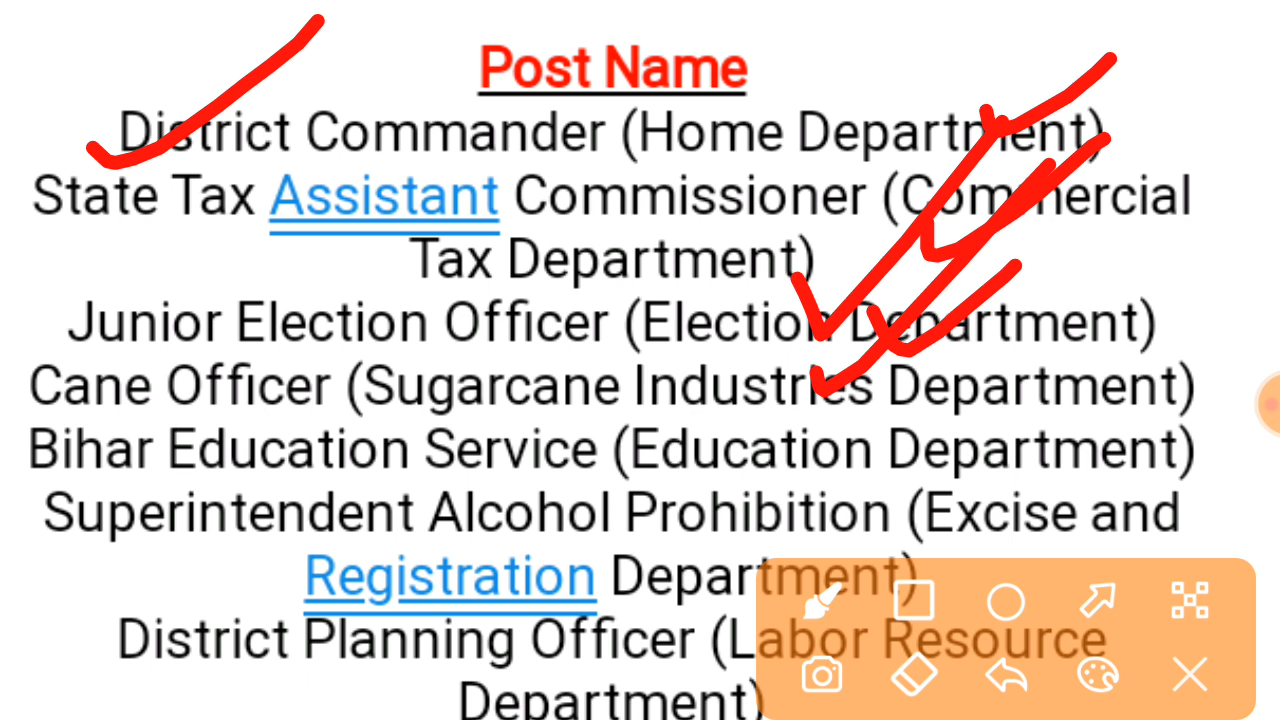 Post Name
District Commander (Home Department)
State Tax Assistant Commissioner (Commercial
Tax Department)
Junior Election Officer (Election Department)
Cane Officer (Sugarcane Industries Department)
Bihar Education Service (Education Department)
Superintendent Alcohol Prohibition (Excise and
Registration Department)
District Planning Officer (Labor Resource
Department)